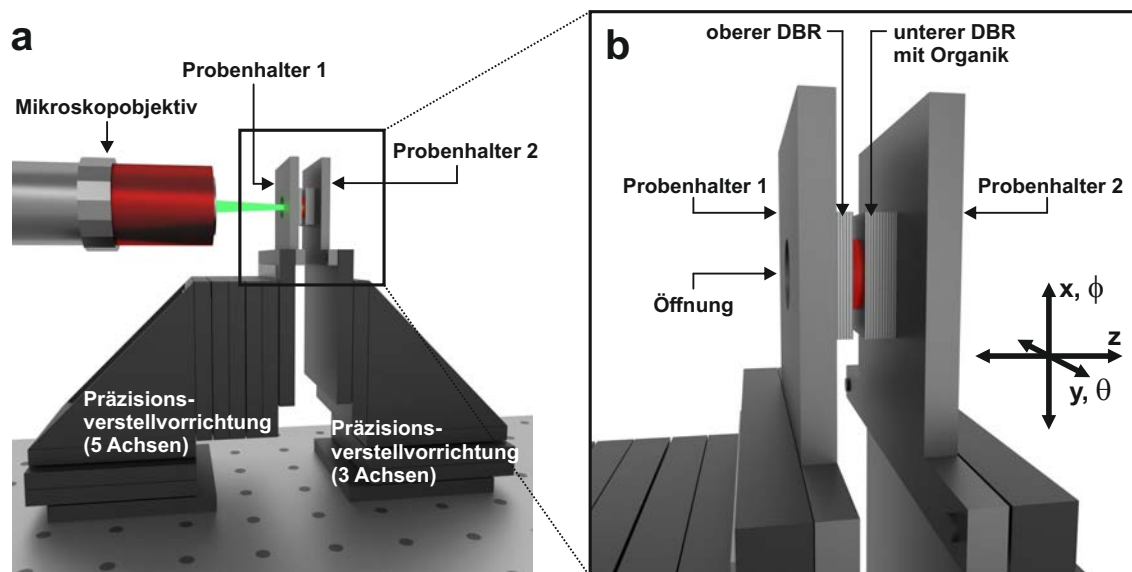 a
Probenhalter 1
Mikroskopobjektiv
Probenhalter 2
Präzisions-
verstellvorrichtung
(5 Achsen)
Präzisions-
verstellvorrichtung
(3 Achsen)
b
oberer DBR
unterer DBR
mit Organik
Probenhalter 1
Probenhalter 2
Öffnung
x, ϕ
z
y, θ